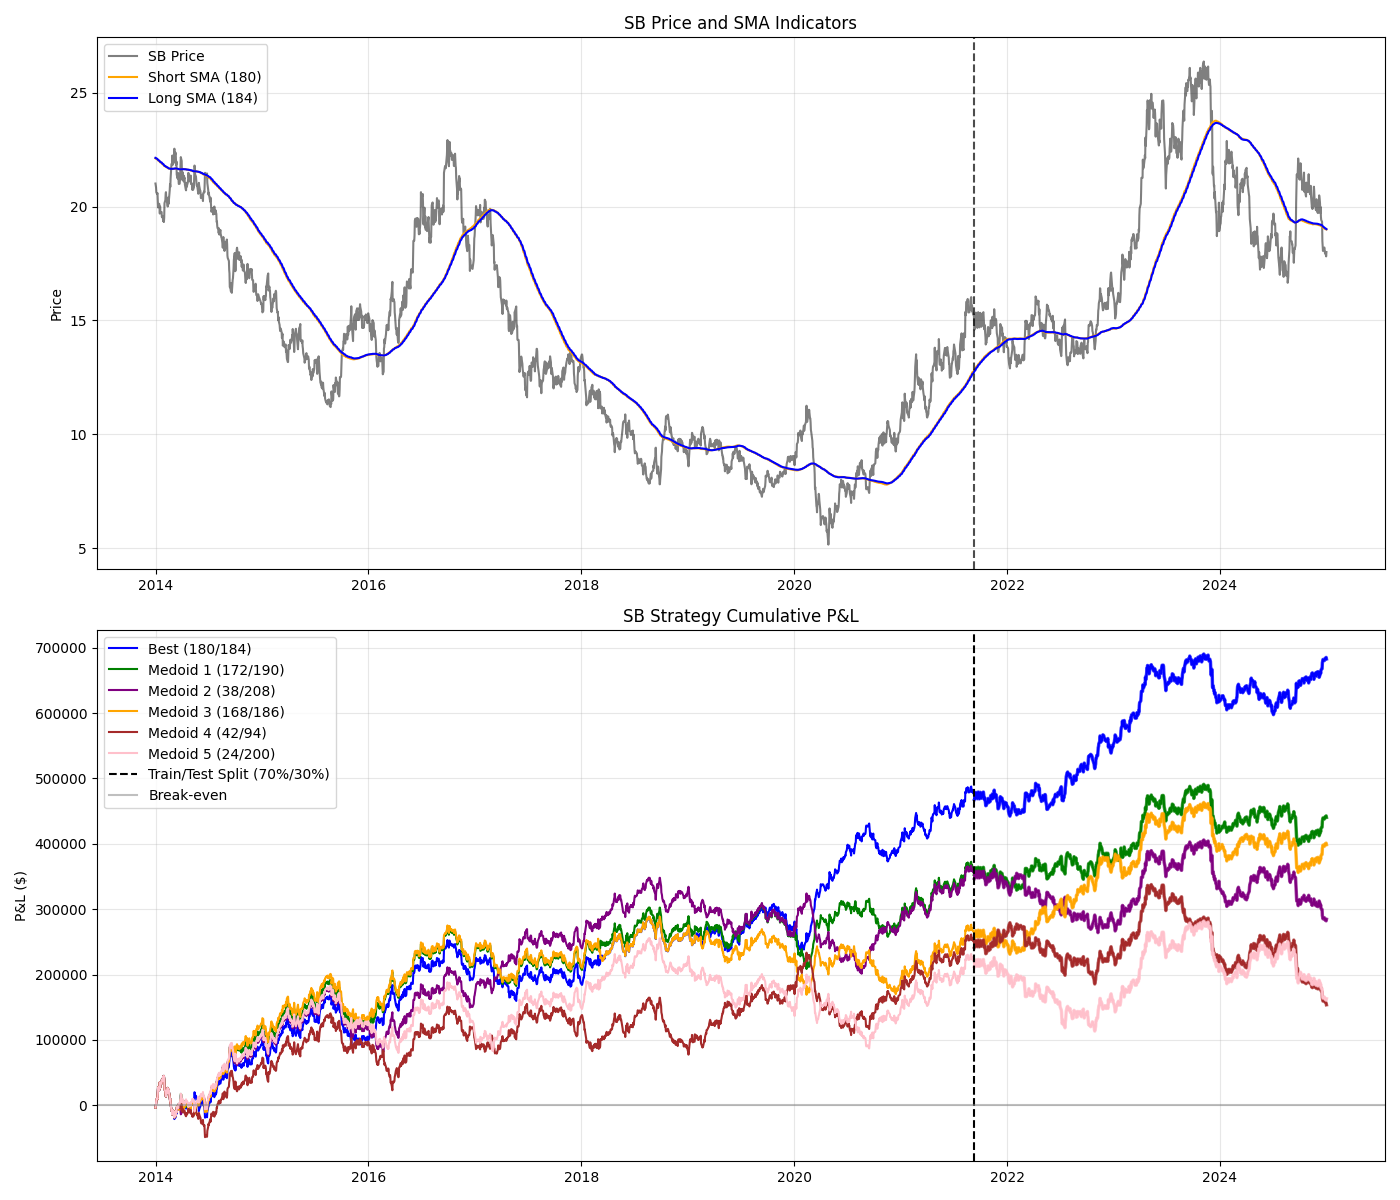 SB Price and SMA Indicators
SB Price
Short SMA (180)
Long SMA (184)
Price
25
20
15
10
5
2014 2016 2018 2020 2022 2024
SB Strategy Cumulative P&L
Best (180/184)
Medoid 1 (172/190)
Medoid 2 (38/208)
Medoid 3 (168/186)
Medoid 4 (42/94)
Medoid 5 (24/200)
Train/Test Split (70%/30%)
Break-even
P&L ($)
700000
600000
500000
400000
300000
200000
100000
0
2014 2016 2018 2020 2022 2024